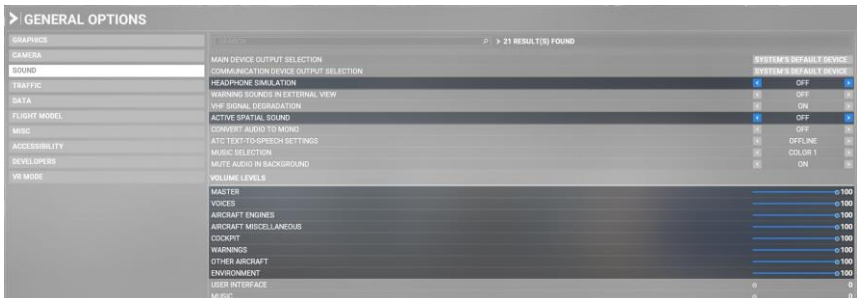 GENERAL OPTIONS
GRAPHICS
CAMERA
SOUND
TRAFFIC
DATA
FLIGHT MODEL
MISC
ACCESSIBILITY
DEVELOPERS
VR MODE
21 RESULT(S) FOUND
MAIN DEVICE OUTPUT SELECTION SYSTEM'S DEFAULT DEVICE
COMMUNICATION DEVICE OUTPUT SELECTION SYSTEM'S DEFAULT DEVICE
HEADPHONE SIMULATION OFF
WARNING SOUNDS IN EXTERNAL VIEW OFF
VHF SIGNAL DEGRADATION ON
ACTIVE SPATIAL SOUND OFF
CONVERT AUDIO TO MONO OFF
ATC TEXT-TO-SPEECH SETTINGS OFFLINE
MUSIC SELECTION COLOR 1
MUTE AUDIO IN BACKGROUND ON
VOLUME LEVELS
MASTER 100
VOICES 100
AIRCRAFT ENGINES 100
AIRCRAFT MISCELLANEOUS 100
COCKPIT 100
WARNINGS 100
OTHER AIRCRAFT 100
ENVIRONMENT 100
USER INTERFACE 0
MUSIC 0